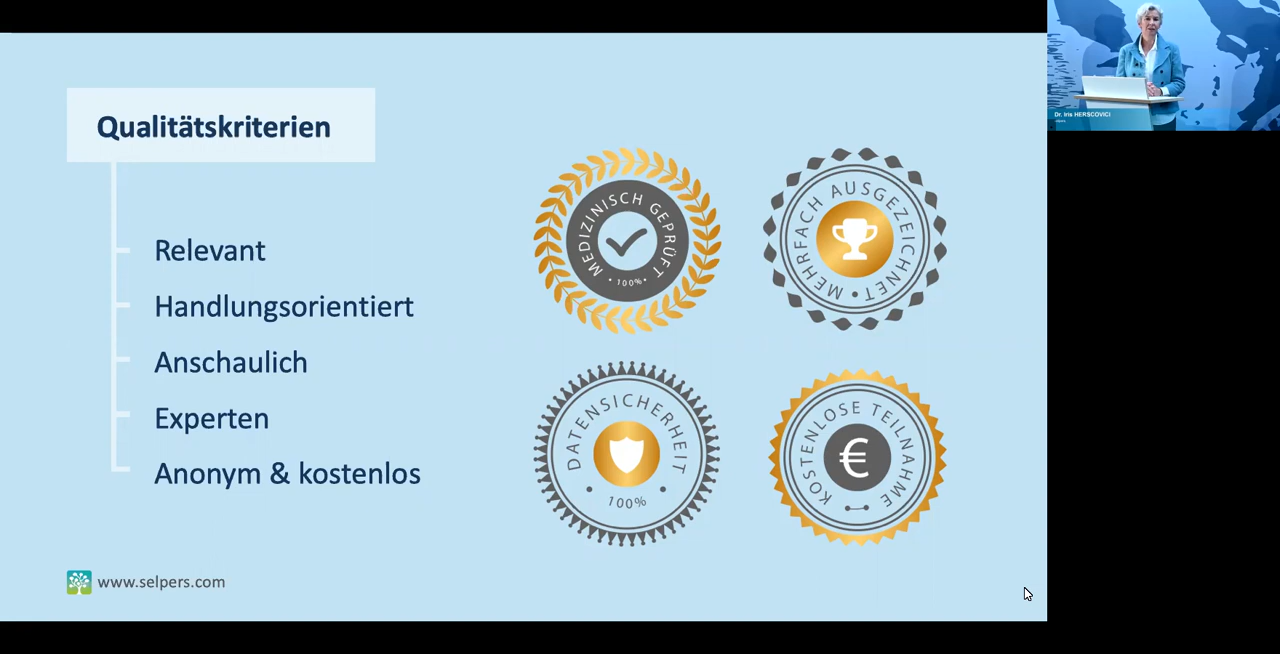 Qualitätskriterien
Relevant
Handlungsorientiert
Anschaulich
Experten
Anonym & kostenlos
MEDIZINISCH GEPRÜFT
• 100% •
MEHRFACH AUSGEZEICHNET •
DATENSICHERHEIT
• 100% •
KOSTENLOSE TEILNAHME
€
www.selpers.com
Dr. Iris HERSCOVICI